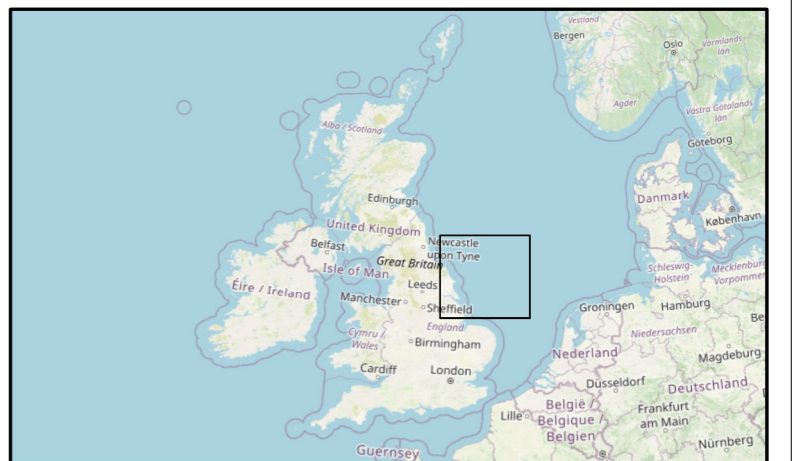 Vestland
Bergen
Oslo
Värmlands
län
Agder
Västra Götalands
län
Alba / Scotland
Göteborg
Danmark
Edinburgh
København
United Kingdom
Belfast
Newcastle
upon Tyne
Great Britain
Isle of Man
Schleswig-
Holstein
Mecklenburg
Vorpommer
Leeds
Éire / Ireland
Manchester
Sheffield
Groningen
Hamburg
Be
Cymru /
Wales
England
Niedersachsen
Birmingham
Nederland
Magdeburg
Cardiff
London
Düsseldorf
Deutschland
België /
Belgique /
Belgien
Lille
Frankfurt
am Main
Nürnberg
Guernsey